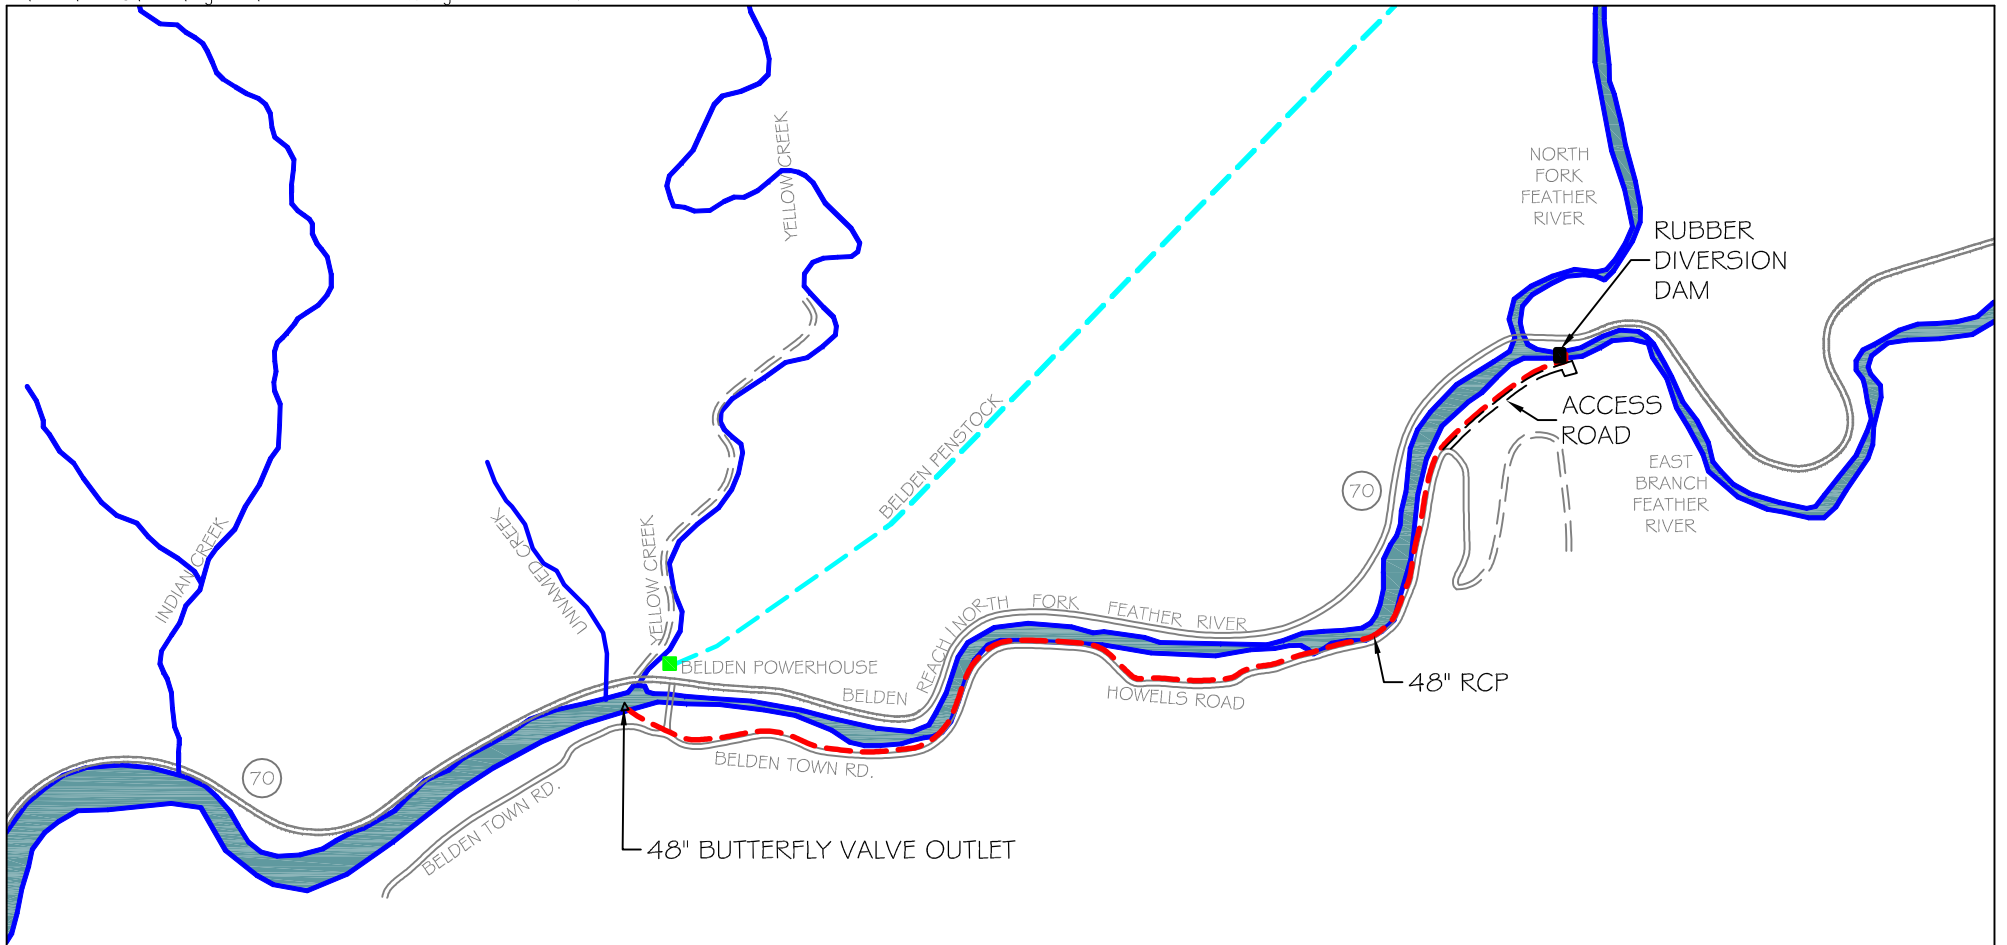 YELLOW CREEK
NORTH
FORK
FEATHER
RIVER
RUBBER
DIVERSION
DAM
ACCESS
ROAD
BELDEN PENSTOCK
EAST
BRANCH
FEATHER
RIVER
70
INDIAN CREEK
UNNAMED CREEK
YELLOW CREEK
BELDEN POWERHOUSE
BELDEN REACH NORTH FORK FEATHER RIVER
HOWELLS ROAD
48" RCP
BELDEN TOWN RD.
70
BELDEN TOWN RD.
48" BUTTERFLY VALVE OUTLET